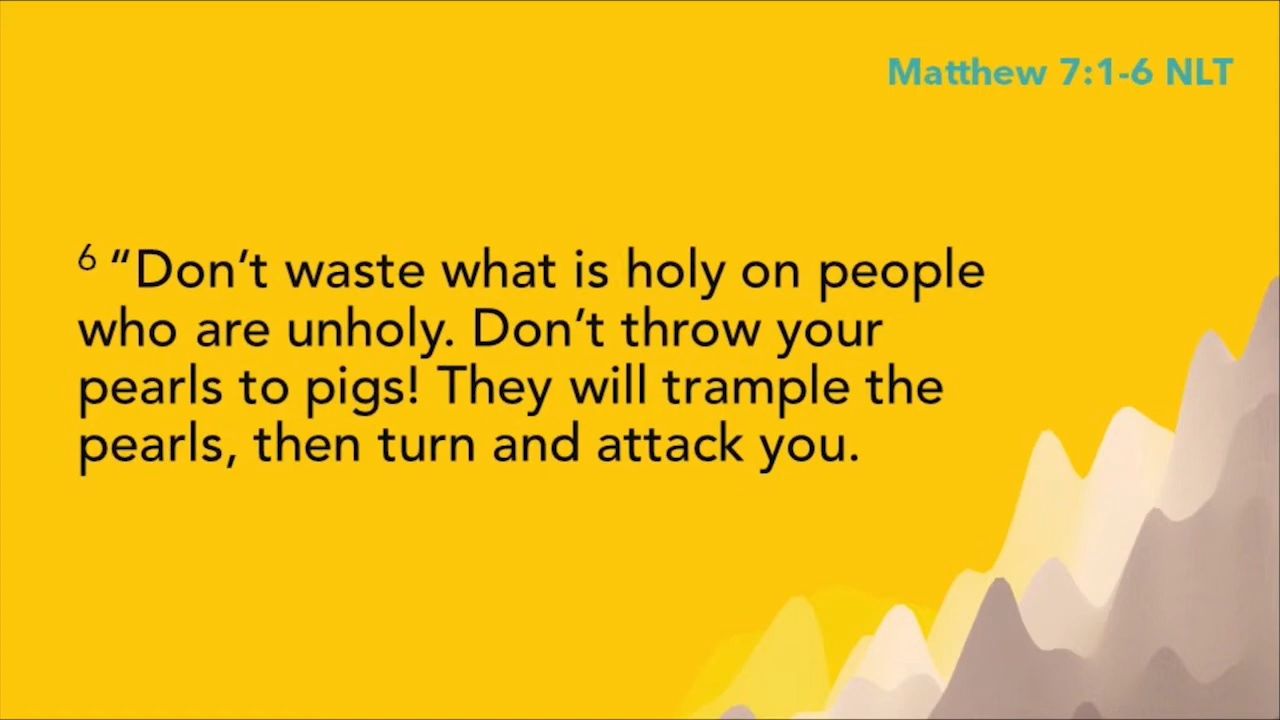 Matthew 7:1-6 NLT
6 “Don’t waste what is holy on people
who are unholy. Don’t throw your
pearls to pigs! They will trample the
pearls, then turn and attack you.